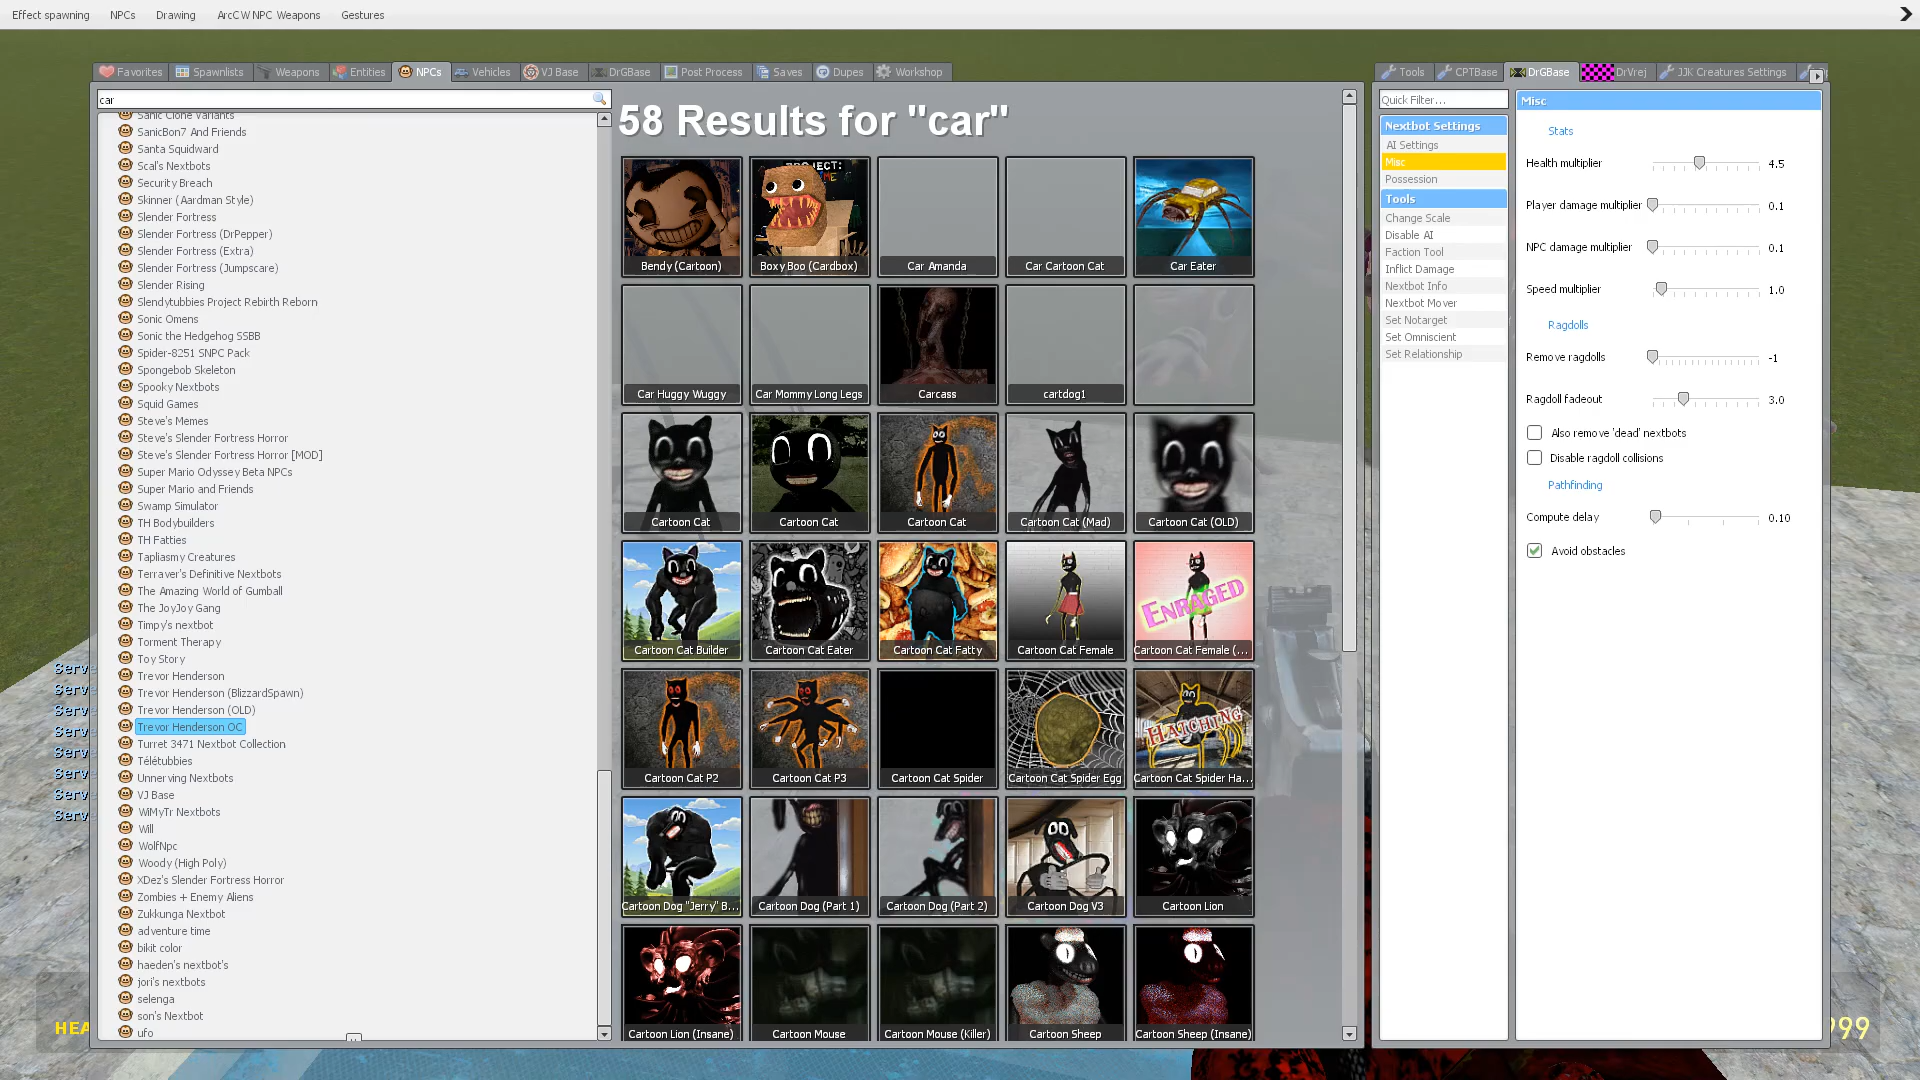 Effect spawning NPCs Drawing ArcCW NPC Weapons Gestures
Favorites Spawnlists Weapons Entities NPCs Vehicles VJ Base DrGBase Post Process Saves Dupes Workshop
car
Sanic Clone Variants
SanicBon7 And Friends
Santa Squidward
Scal's Nextbots
Security Breach
Skinner (Aardman Style)
Slender Fortress
Slender Fortress (DrPepper)
Slender Fortress (Extra)
Slender Fortress (Jumpscare)
Slender Rising
Slendytubbies Project Rebirth Reborn
Sonic Omens
Sonic the Hedgehog SSBB
Spider-8251 SNPC Pack
Spongebob Skeleton
Spooky Nextbots
Squid Games
Steve's Memes
Steve's Slender Fortress Horror
Steve's Slender Fortress Horror [MOD]
Super Mario Odyssey Beta NPCs
Super Mario and Friends
Swamp Simulator
TH Bodybuilders
TH Fatties
Tapliasmy Creatures
Terraver's Definitive Nextbots
The Amazing World of Gumball
The JoyJoy Gang
Timpy's nextbot
Torment Therapy
Toy Story
Trevor Henderson
Trevor Henderson (BlizzardSpawn)
Trevor Henderson (OLD)
Trevor Henderson OC
Turret 3471 Nextbot Collection
Télétubbies
Unnerving Nextbots
VJ Base
WiMyTr Nextbots
Will
WolfNpc
Woody (High Poly)
XDez's Slender Fortress Horror
Zombies + Enemy Aliens
Zukkunga Nextbot
adventure time
bikit color
haeden's nextbot's
jori's nextbots
selenga
son's Nextbot
ufo
Serve
Serve
Serve
Serve
Serve
Serve
Serve
Serve
HEA
58 Results for "car"
PROJECT:
Bendy (Cartoon) Boxy Boo (Cardbox) Car Amanda Car Cartoon Cat Car Eater
Car Huggy Wuggy Car Mommy Long Legs Carcass cartdog1
Cartoon Cat Cartoon Cat Cartoon Cat Cartoon Cat (Mad) Cartoon Cat (OLD)
ENRAGED
Cartoon Cat Builder Cartoon Cat Eater Cartoon Cat Fatty Cartoon Cat Female Cartoon Cat Female (...
HATCHING
Cartoon Cat P2 Cartoon Cat P3 Cartoon Cat Spider Cartoon Cat Spider Egg Cartoon Cat Spider Ha...
Cartoon Dog "Jerry" B... Cartoon Dog (Part 1) Cartoon Dog (Part 2) Cartoon Dog V3 Cartoon Lion
Cartoon Lion (Insane) Cartoon Mouse Cartoon Mouse (Killer) Cartoon Sheep Cartoon Sheep (Insane)
Tools CPTBase DrGBase DrVrej JJK Creatures Settings
Quick Filter...
Nextbot Settings
AI Settings
Misc
Possession
Tools
Change Scale
Disable AI
Faction Tool
Inflict Damage
Nextbot Info
Nextbot Mover
Set Notarget
Set Omniscient
Set Relationship
Misc
Stats
Health multiplier 4.5
Player damage multiplier 0.1
NPC damage multiplier 0.1
Speed multiplier 1.0
Ragdolls
Remove ragdolls -1
Ragdoll fadeout 3.0
Also remove 'dead' nextbots
Disable ragdoll collisions
Pathfinding
Compute delay 0.10
Avoid obstacles
999